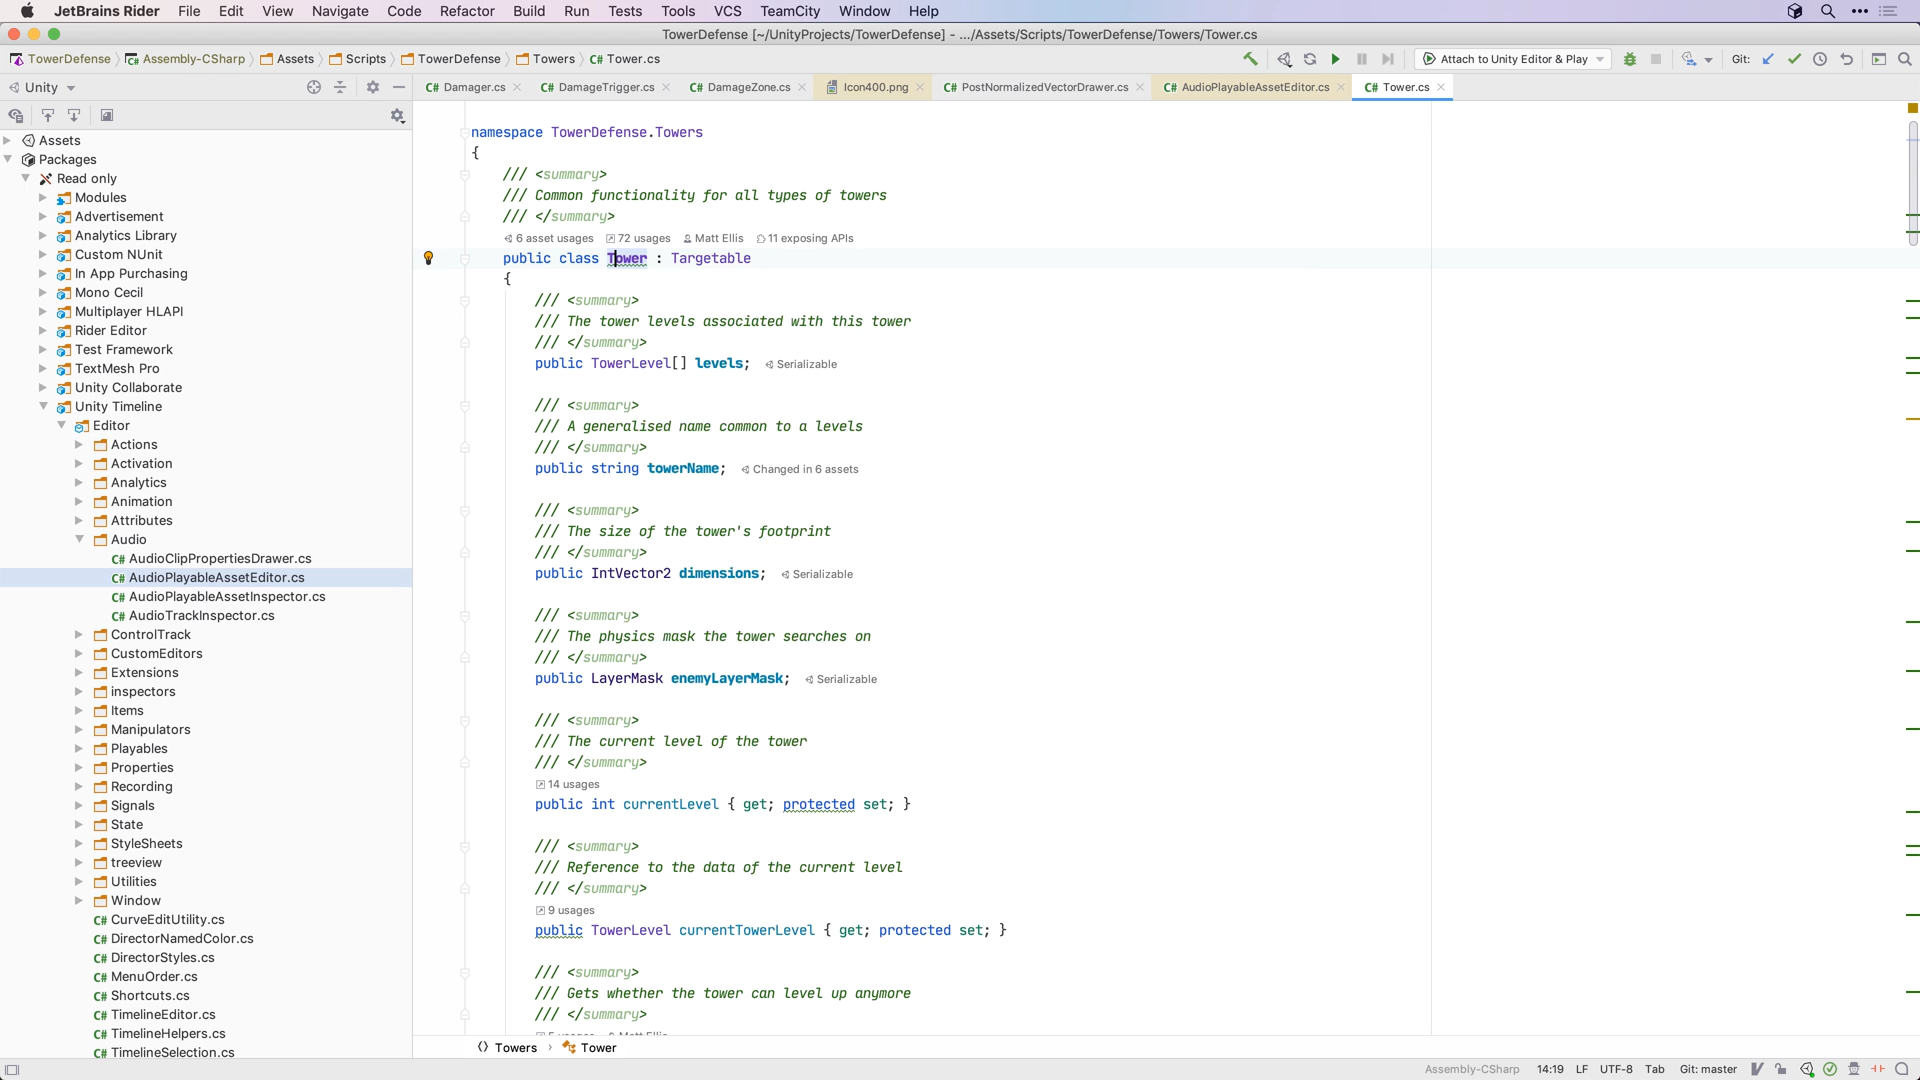 JetBrains Rider File Edit View Navigate Code Refactor Build Run Tests Tools VCS TeamCity Window Help
TowerDefense [~/UnityProjects/TowerDefense] - .../Assets/Scripts/TowerDefense/Towers/Tower.cs
TowerDefense Assembly-CSharp Assets Scripts TowerDefense Towers C# Tower.cs Attach to Unity Editor & Play Git:
Unity
C# Damager.cs C# DamageTrigger.cs C# DamageZone.cs Icon400.png C# PostNormalizedVectorDrawer.cs C# AudioPlayableAssetEditor.cs C# Tower.cs
Assets
Packages
Read only
Modules
Advertisement
Analytics Library
Custom NUnit
In App Purchasing
Mono Cecil
Multiplayer HLAPI
Rider Editor
Test Framework
TextMesh Pro
Unity Collaborate
Unity Timeline
Editor
Actions
Activation
Analytics
Animation
Attributes
Audio
C# AudioClipPropertiesDrawer.cs
C# AudioPlayableAssetEditor.cs
C# AudioPlayableAssetInspector.cs
C# AudioTrackInspector.cs
ControlTrack
CustomEditors
Extensions
inspectors
Items
Manipulators
Playables
Properties
Recording
Signals
State
StyleSheets
treeview
Utilities
Window
C# CurveEditUtility.cs
C# DirectorNamedColor.cs
C# DirectorStyles.cs
C# MenuOrder.cs
C# Shortcuts.cs
C# TimelineEditor.cs
C# TimelineHelpers.cs
C# TimelineSelection.cs
namespace TowerDefense.Towers
{
/// <summary>
/// Common functionality for all types of towers
/// </summary>
6 asset usages 72 usages Matt Ellis 11 exposing APIs
public class Tower : Targetable
{
/// <summary>
/// The tower levels associated with this tower
/// </summary>
public TowerLevel[] levels; Serializable
/// <summary>
/// A generalised name common to a levels
/// </summary>
public string towerName; Changed in 6 assets
/// <summary>
/// The size of the tower's footprint
/// </summary>
public IntVector2 dimensions; Serializable
/// <summary>
/// The physics mask the tower searches on
/// </summary>
public LayerMask enemyLayerMask; Serializable
/// <summary>
/// The current level of the tower
/// </summary>
14 usages
public int currentLevel { get; protected set; }
/// <summary>
/// Reference to the data of the current level
/// </summary>
9 usages
public TowerLevel currentTowerLevel { get; protected set; }
/// <summary>
/// Gets whether the tower can level up anymore
/// </summary>
5 usages Matt Ellis
Towers Tower
Assembly-CSharp 14:19 LF UTF-8 Tab Git: master